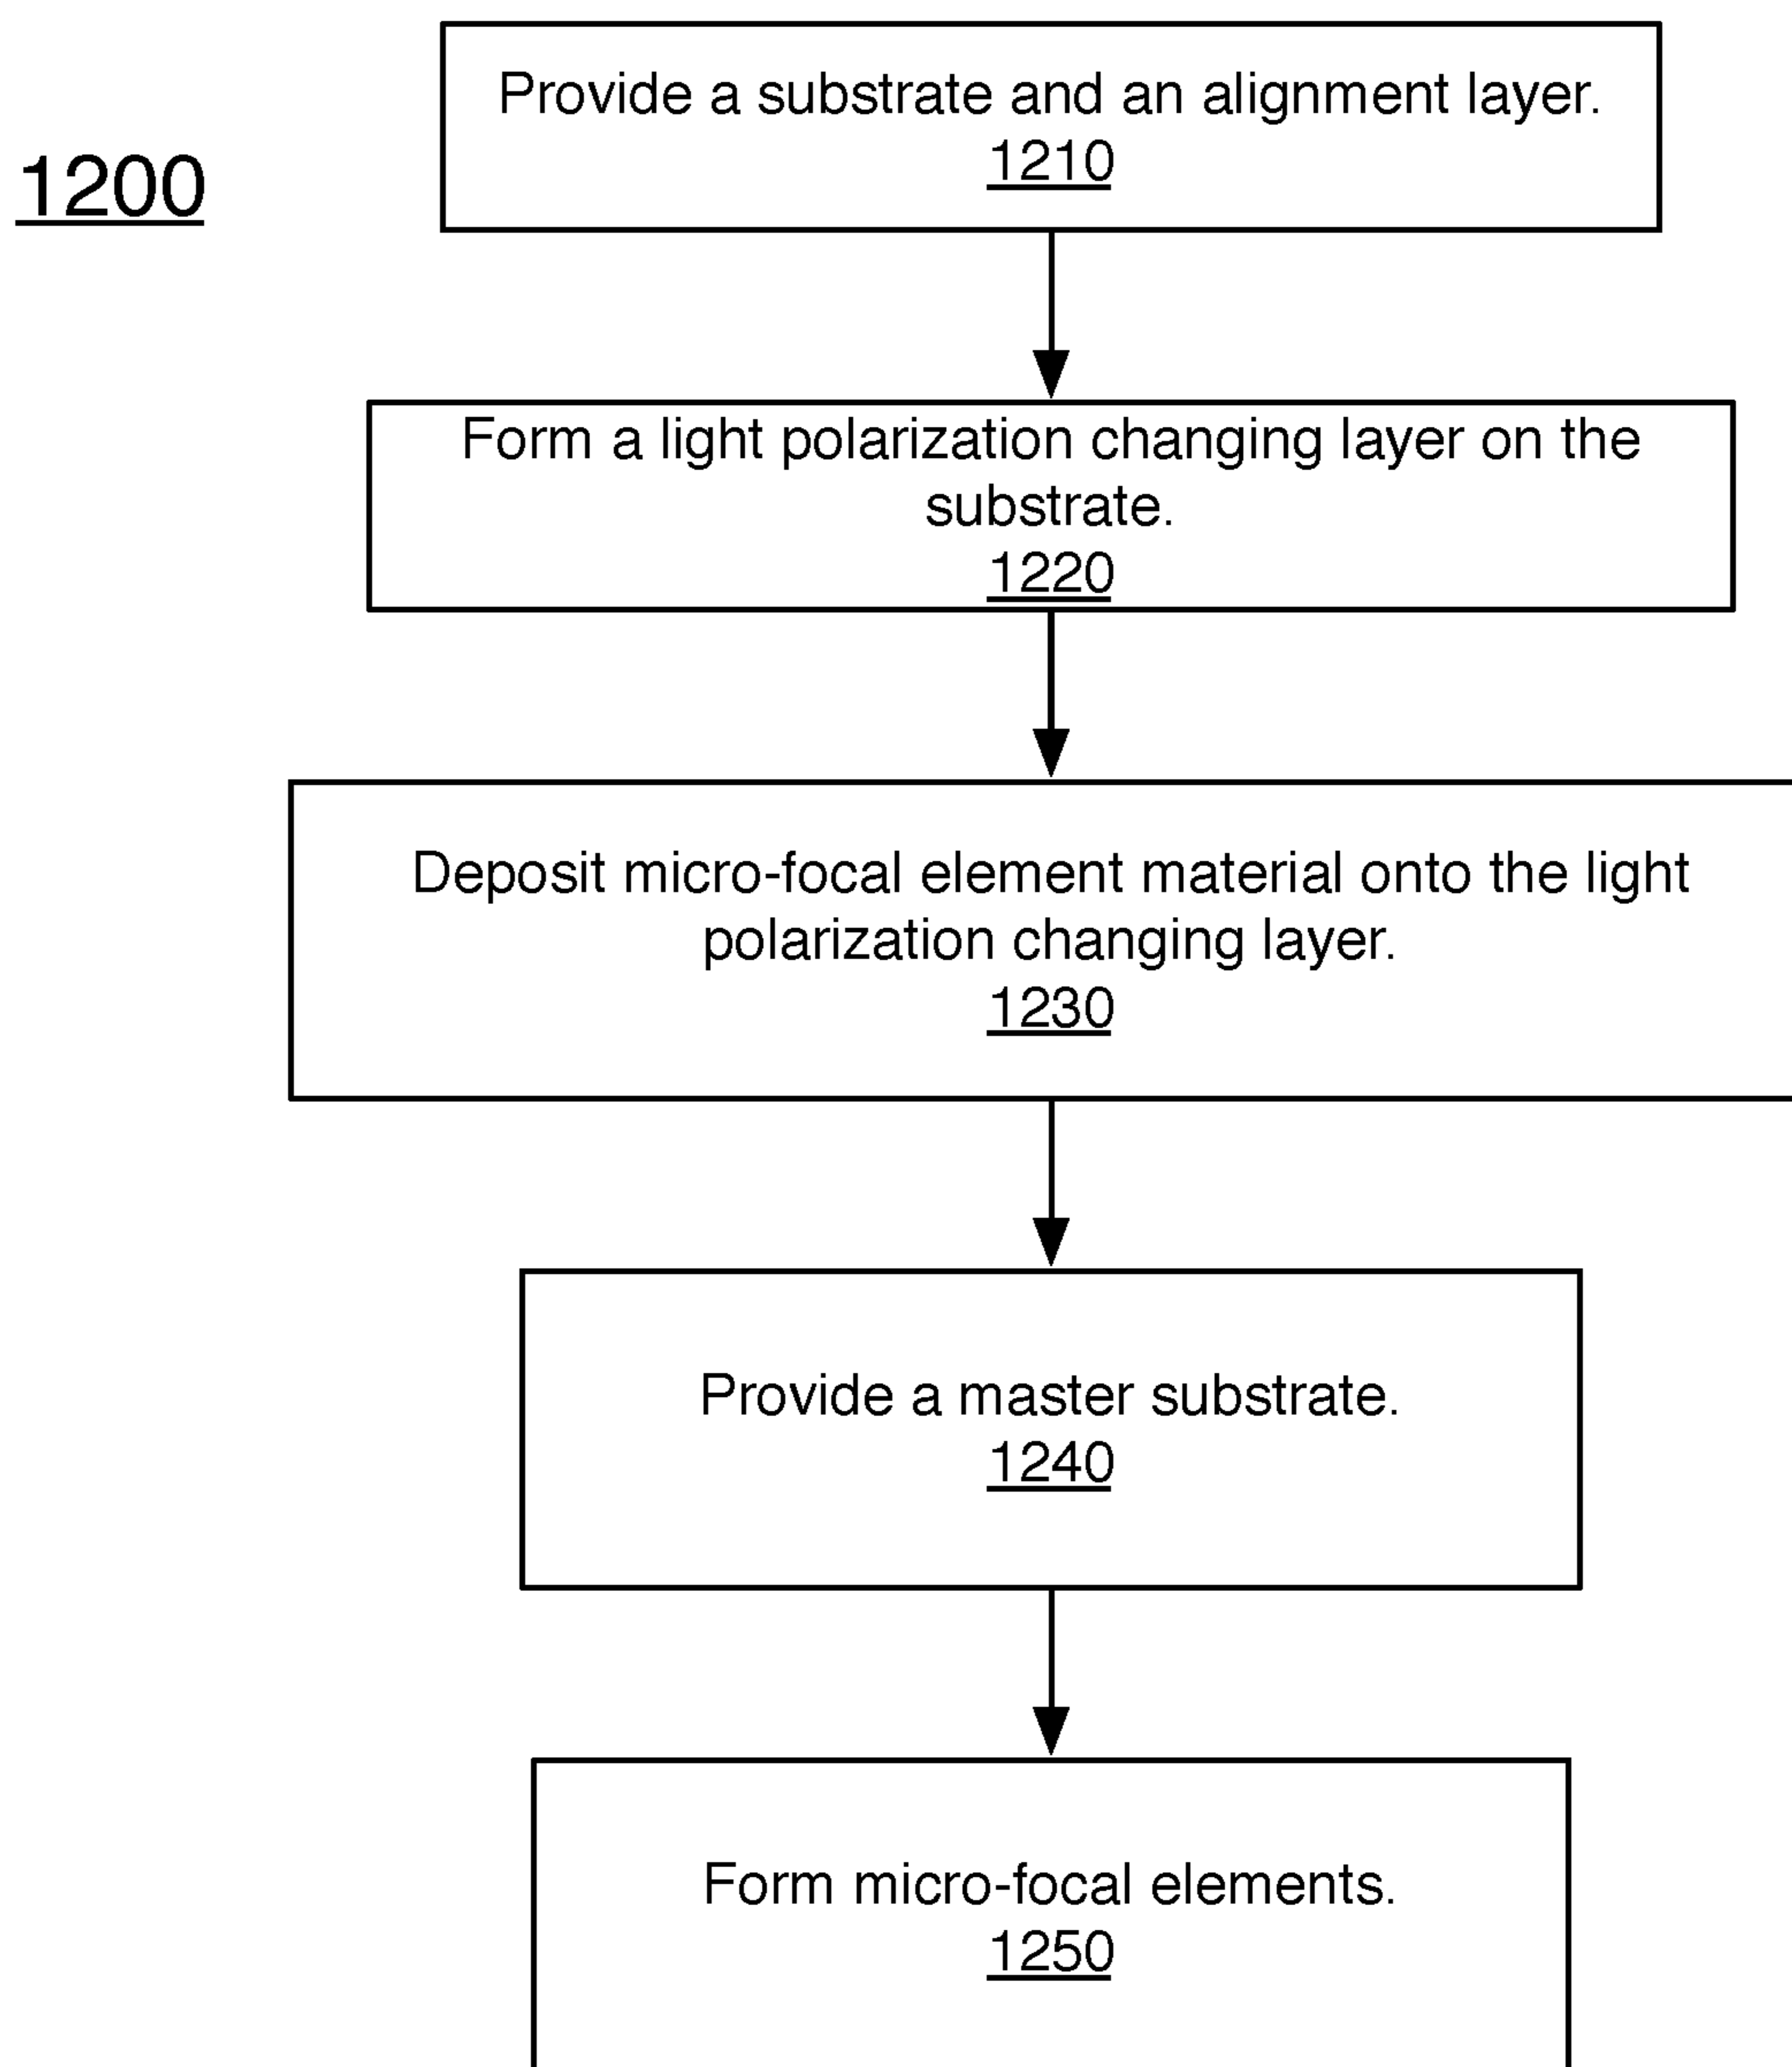 1200
Provide a substrate and an alignment layer.
1210
Form a light polarization changing layer on the
substrate.
1220
Deposit micro-focal element material onto the light
polarization changing layer.
1230
Provide a master substrate.
1240
Form micro-focal elements.
1250